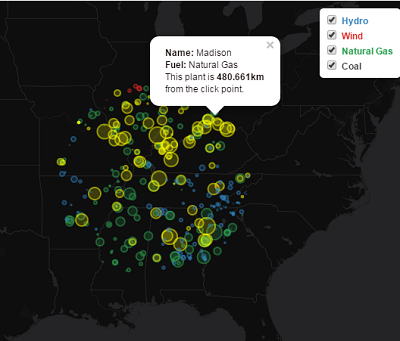 Hydro
Wind
Natural Gas
Coal
×
Name: Madison
Fuel: Natural Gas
This plant is 480.661km
from the click point.